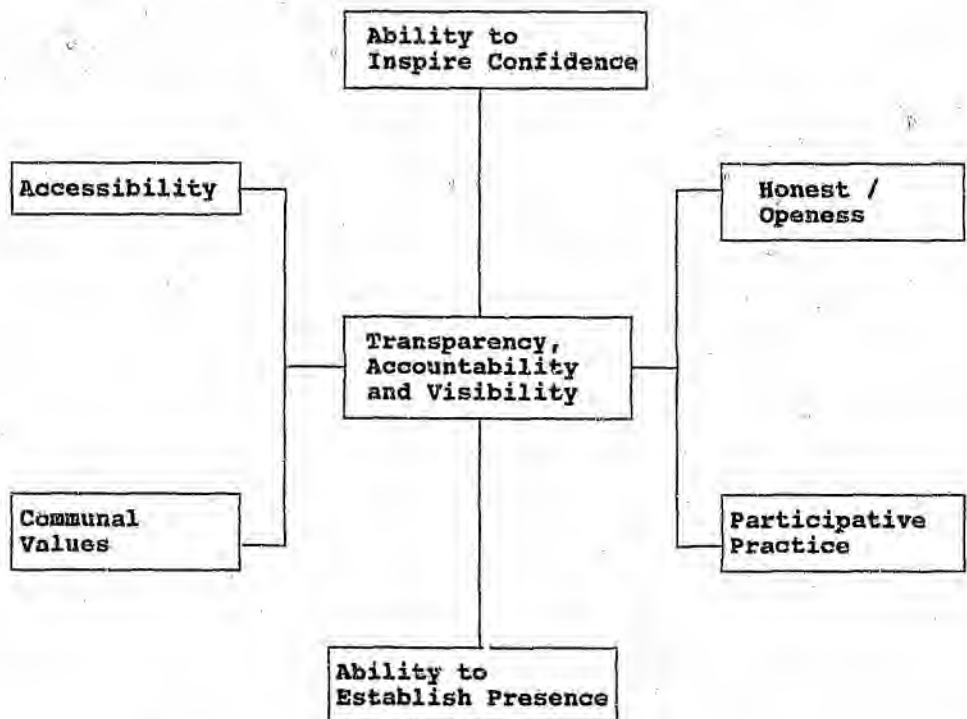 Ability to
Inspire Confidence
Accessibility
Honest /
Openess
Transparency,
Accountability
and Visibility
Communal
Values
Participative
Practice
Ability to
Establish Presence